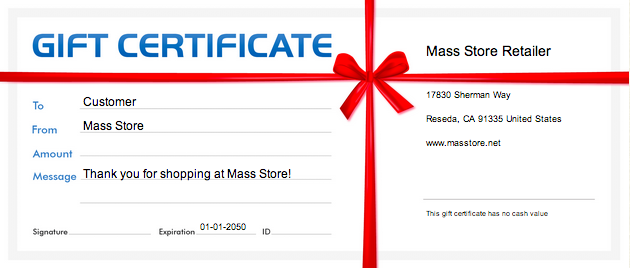 GIFT CERTIFICATE
To Customer
From Mass Store
Amount
Message Thank you for shopping at Mass Store!
Signature Expiration 01-01-2050 ID
Mass Store Retailer
17830 Sherman Way
Reseda, CA 91335 United States
www.masstore.net
This gift certificate has no cash value